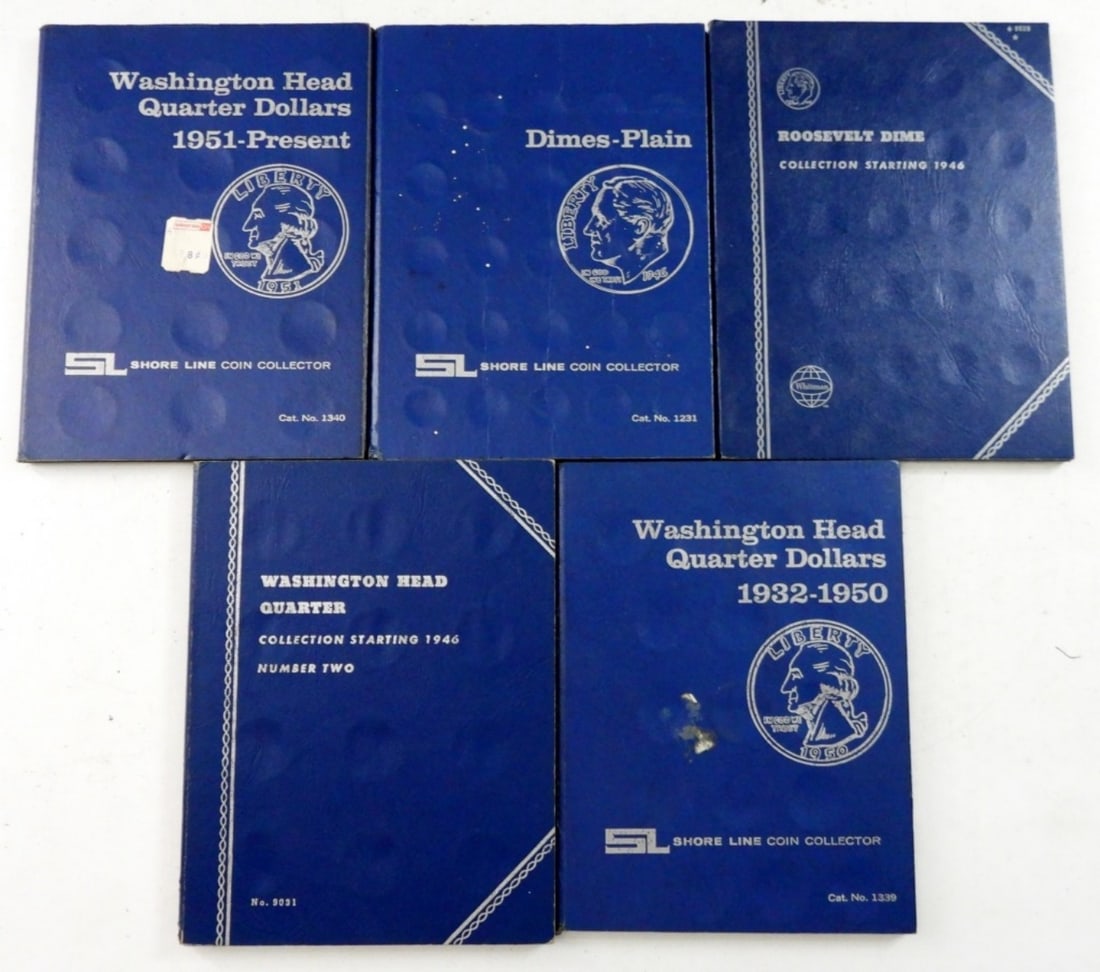 Washington Head
Quarter Dollars
1951-Present
LIBERTY
IN GOD WE
TRUST
1951
8¢
SL SHORE LINE COIN COLLECTOR
Cat. No. 1340
Dimes-Plain
LIBERTY
IN GOD
WE TRUST
1946
SL SHORE LINE COIN COLLECTOR
Cat. No. 1231
ROOSEVELT DIME
COLLECTION STARTING 1946
Whitman
WASHINGTON HEAD
QUARTER
COLLECTION STARTING 1946
NUMBER TWO
No. 9031
Washington Head
Quarter Dollars
1932-1950
LIBERTY
IN GOD WE
TRUST
1950
SL SHORE LINE COIN COLLECTOR
Cat. No. 1339